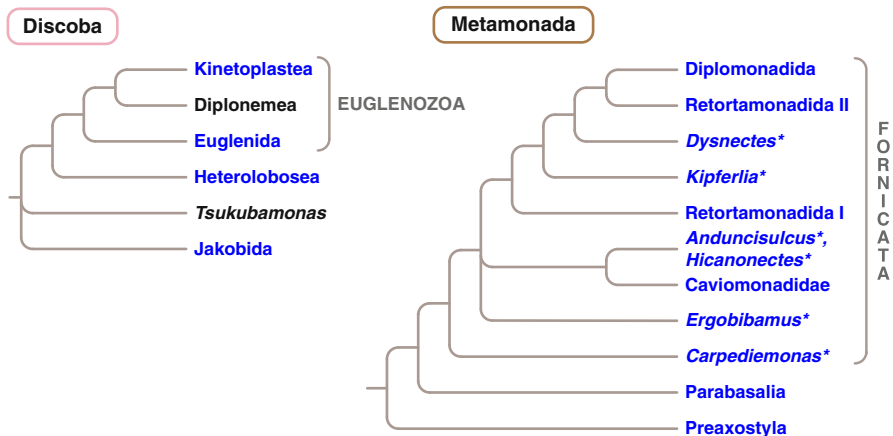 Discoba
Kinetoplastea
Diplonemea
Euglenida
Heterolobosea
Tsukubamonas
Jakobida
EUGLENOZOA
Metamonada
Diplomonadida
Retortamonadida II
Dysnectes*
Kipferlia*
Retortamonadida I
Anduncisulcus*,
Hicanonectes*
Caviomonadidae
Ergobibamus*
Carpediemonas*
Parabasalia
Preaxostyla
FORNICATA